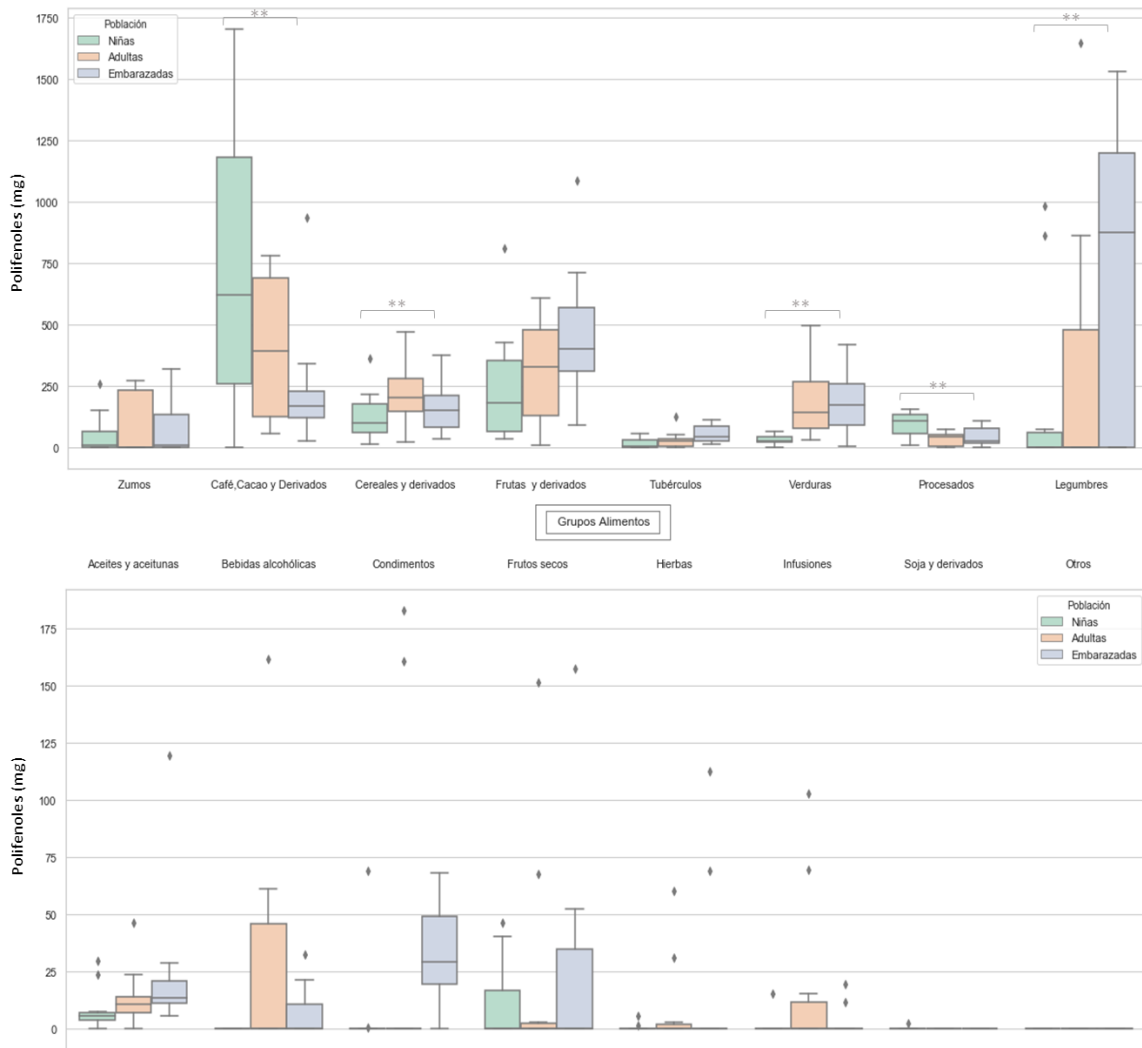 1750
1500
1250
1000
750
500
250
0
Polifenoles (mg)
Población
Niñas
Adultas
Embarazadas
**
**
**
**
**
Zumos
Café,Cacao y Derivados
Cereales y derivados
Frutas y derivados
Tubérculos
Verduras
Procesados
Legumbres
Grupos Alimentos
Aceites y aceitunas
Bebidas alcohólicas
Condimentos
Frutos secos
Hierbas
Infusiones
Soja y derivados
Otros
175
150
125
100
75
50
25
0
Polifenoles (mg)
Población
Niñas
Adultas
Embarazadas